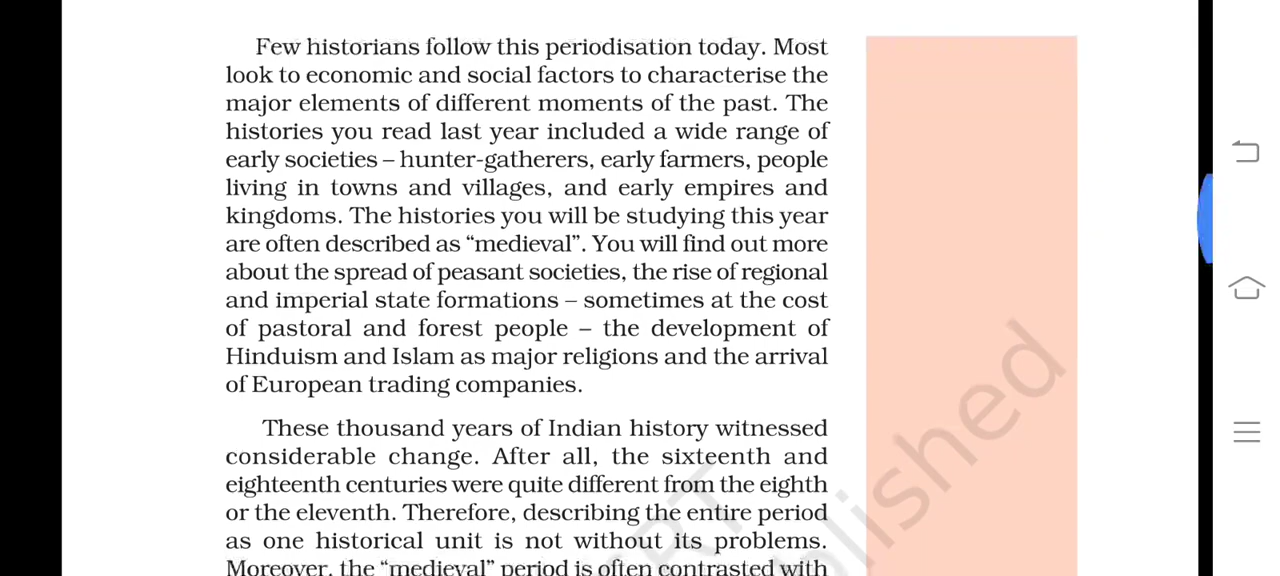 Few historians follow this periodisation today. Most
look to economic and social factors to characterise the
major elements of different moments of the past. The
histories you read last year included a wide range of
early societies – hunter-gatherers, early farmers, people
living in towns and villages, and early empires and
kingdoms. The histories you will be studying this year
are often described as “medieval”. You will find out more
about the spread of peasant societies, the rise of regional
and imperial state formations – sometimes at the cost
of pastoral and forest people – the development of
Hinduism and Islam as major religions and the arrival
of European trading companies.
These thousand years of Indian history witnessed
considerable change. After all, the sixteenth and
eighteenth centuries were quite different from the eighth
or the eleventh. Therefore, describing the entire period
as one historical unit is not without its problems.
Moreover, the “medieval” period is often contrasted with